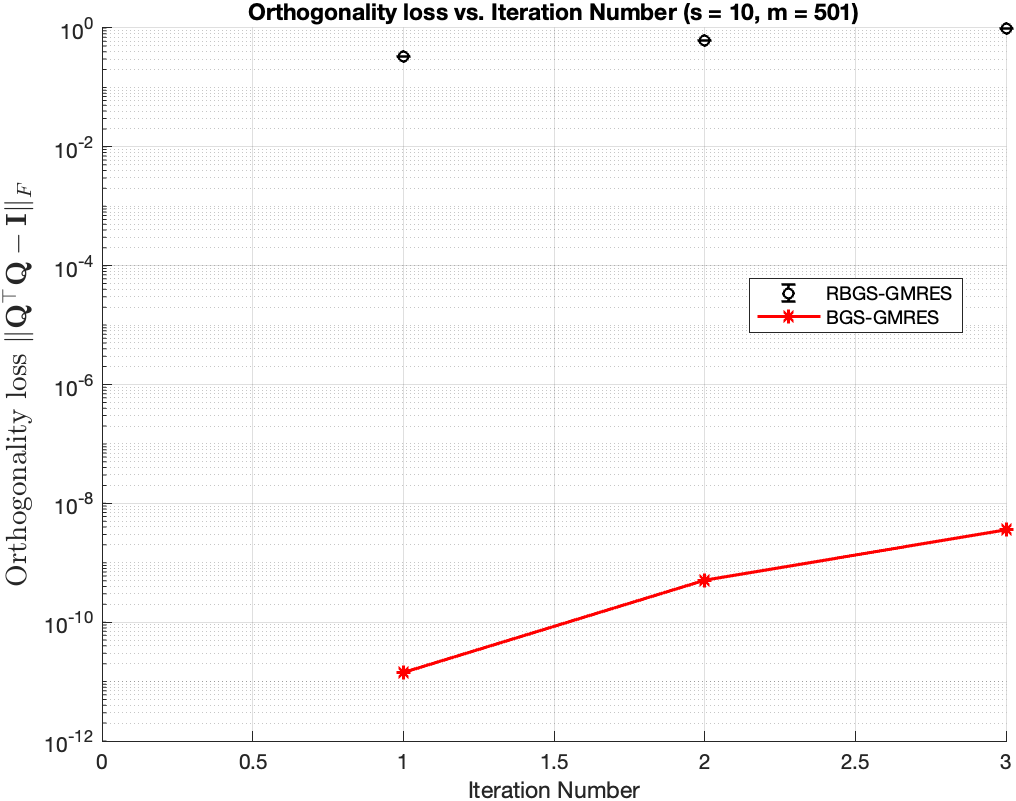 Orthogonality loss vs. Iteration Number (s = 10, m = 501)
Orthogonality loss ||Q⊤Q − I||_F
10^0
10^-2
10^-4
10^-6
10^-8
10^-10
10^-12
RBGS-GMRES
BGS-GMRES
0 0.5 1 1.5 2 2.5 3
Iteration Number